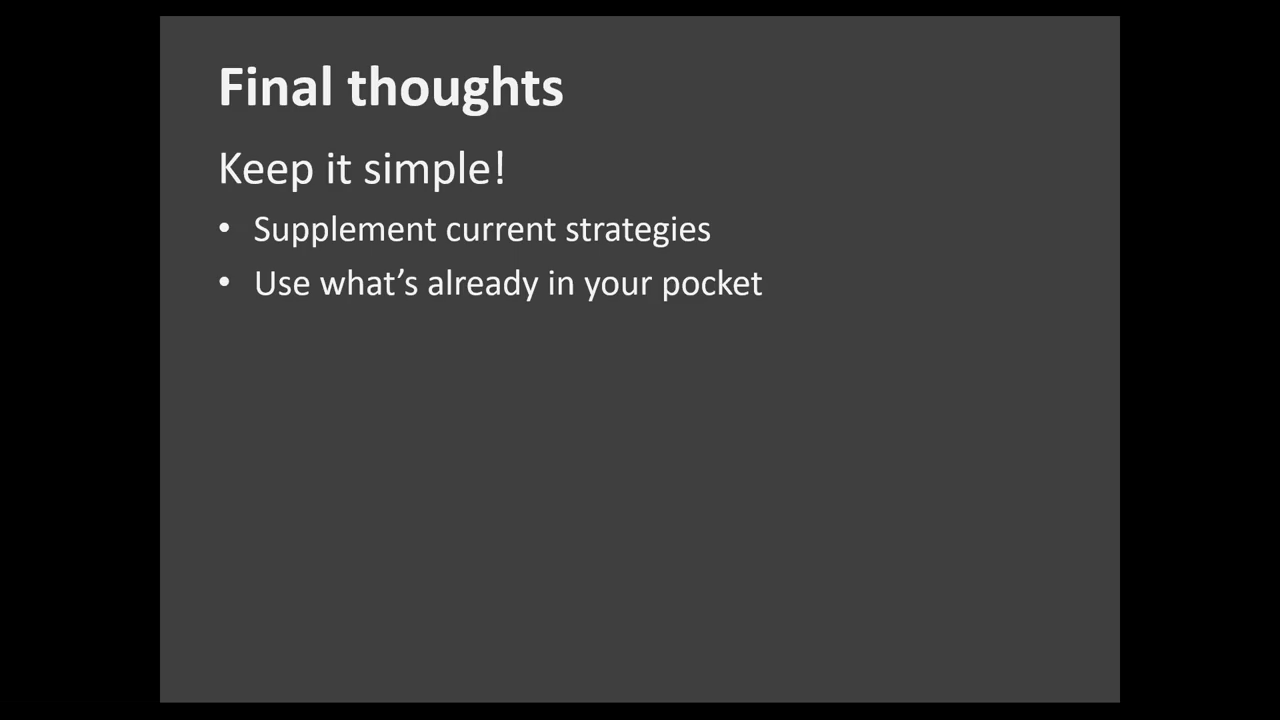 Final thoughts
Keep it simple!
• Supplement current strategies
• Use what’s already in your pocket